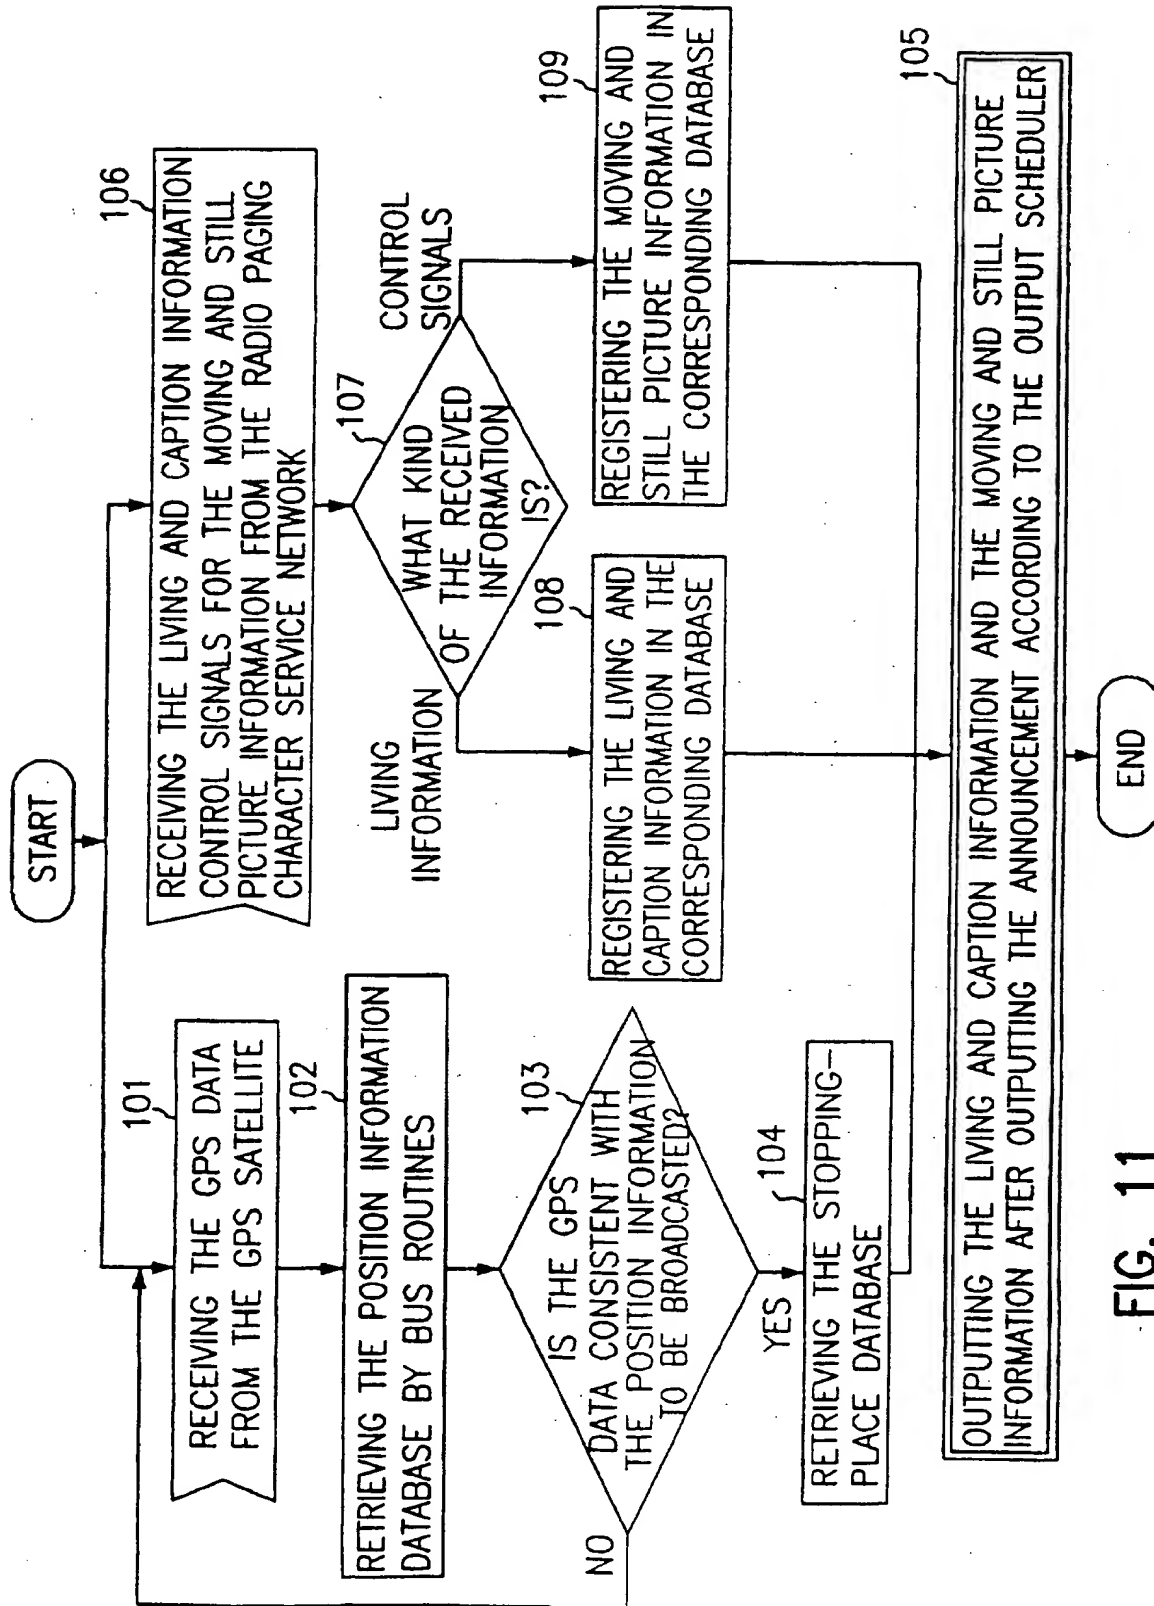 START
101
RECEIVING THE GPS DATA
FROM THE GPS SATELLITE
102
RETRIEVING THE POSITION INFORMATION
DATABASE BY BUS ROUTINES
103
IS THE GPS
DATA CONSISTENT WITH
THE POSITION INFORMATION
TO BE BROADCASTED?
NO
YES
104
RETRIEVING THE STOPPING-
PLACE DATABASE
106
RECEIVING THE LIVING AND CAPTION INFORMATION
CONTROL SIGNALS FOR THE MOVING AND STILL
PICTURE INFORMATION FROM THE RADIO PAGING
CHARACTER SERVICE NETWORK
107
WHAT KIND
OF THE RECEIVED
INFORMATION
IS?
LIVING
INFORMATION
CONTROL
SIGNALS
108
REGISTERING THE LIVING AND
CAPTION INFORMATION IN THE
CORRESPONDING DATABASE
109
REGISTERING THE MOVING AND
STILL PICTURE INFORMATION IN
THE CORRESPONDING DATABASE
105
OUTPUTTING THE LIVING AND CAPTION INFORMATION AND THE MOVING AND STILL PICTURE
INFORMATION AFTER OUTPUTTING THE ANNOUNCEMENT ACCORDING TO THE OUTPUT SCHEDULER
END
FIG. 11